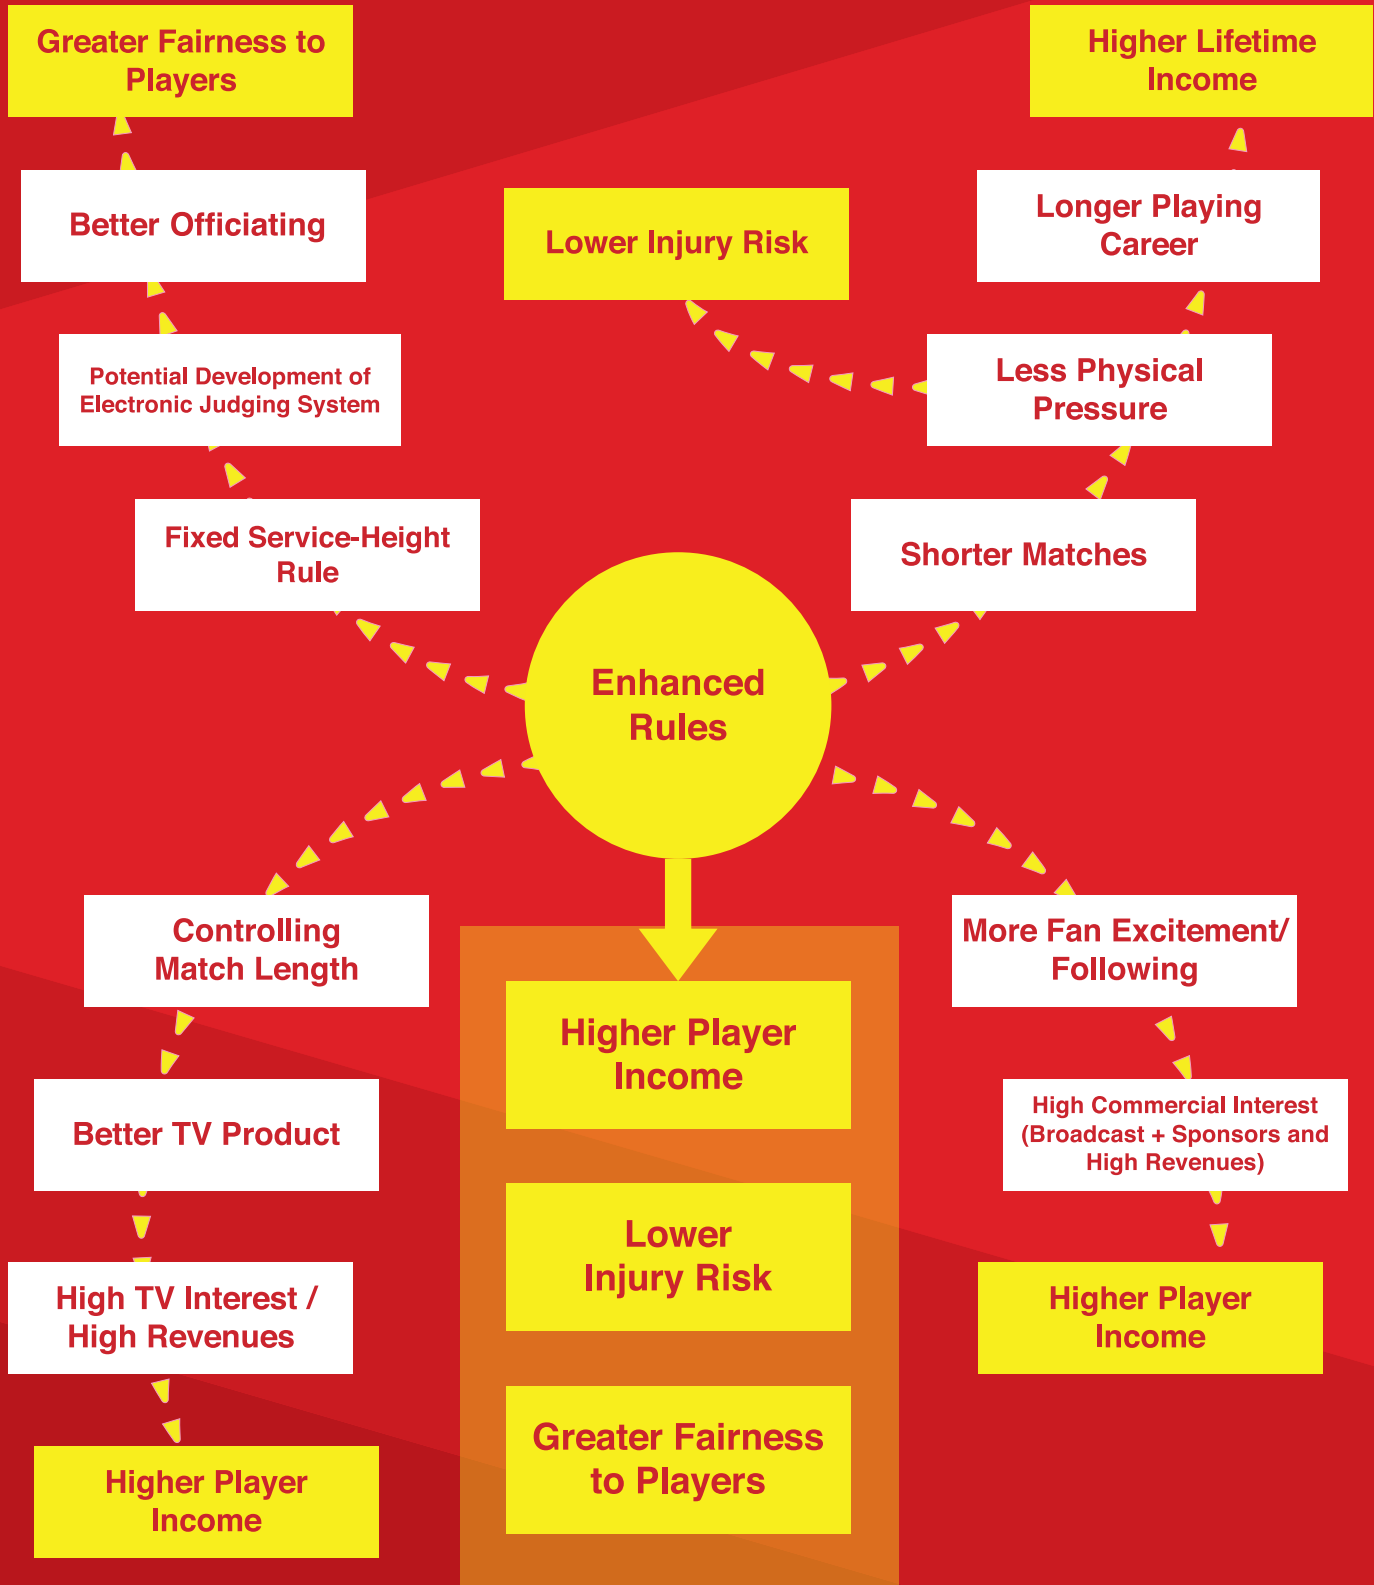 Greater Fairness to
Players
Better Officiating
Potential Development of
Electronic Judging System
Fixed Service-Height
Rule
Higher Lifetime
Income
Longer Playing
Career
Lower Injury Risk
Less Physical
Pressure
Shorter Matches
Enhanced
Rules
Controlling
Match Length
Better TV Product
High TV Interest /
High Revenues
Higher Player
Income
Higher Player
Income
Lower
Injury Risk
Greater Fairness
to Players
More Fan Excitement/
Following
High Commercial Interest
(Broadcast + Sponsors and
High Revenues)
Higher Player
Income